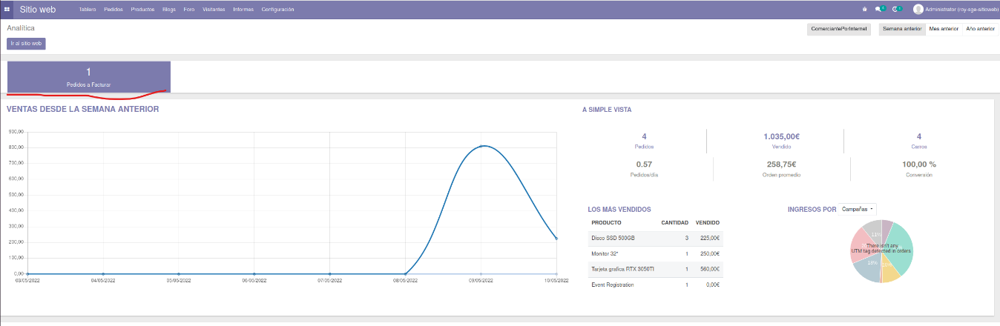 Sitio web Tablero Pedidos Productos Blogs Foro Visitantes Informes Configuración Administrator (roy-sge-sitioweb)
Analítica
ComerciantePorInternet Semana anterior Mes anterior Año anterior
Ir al sitio web
1
Pedidos a Facturar
VENTAS DESDE LA SEMANA ANTERIOR
900,00
800,00
700,00
600,00
500,00
400,00
300,00
200,00
100,00
0,00
03/05/2022 04/05/2022 05/05/2022 06/05/2022 07/05/2022 08/05/2022 09/05/2022 10/05/2022
A SIMPLE VISTA
4 1.035,00€ 4
Pedidos Vendido Carros
0.57 258,75€ 100,00 %
Pedidos/día Orden promedio Conversión
LOS MÁS VENDIDOS
PRODUCTO CANTIDAD VENDIDO
Disco SSD 500GB 3 225,00€
Monitor 32" 1 250,00€
Tarjeta grafica RTX 3050TI 1 560,00€
Event Registration 1 0,00€
INGRESOS POR Campañas
11%
There isn't any
UTM tag detected in orders
18%